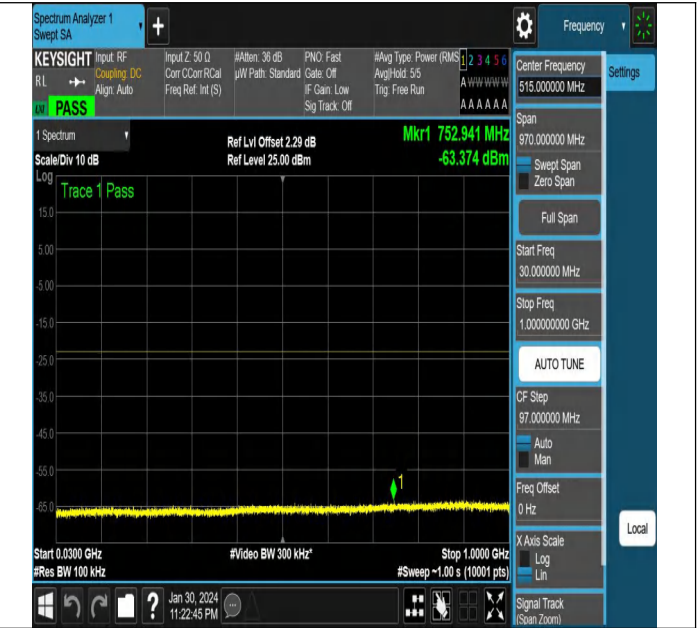 Spectrum Analyzer 1
Swept SA
+
Frequency
KEYSIGHT
RL
LXI PASS
Input: RF
Coupling: DC
Align: Auto
Input Z: 50 Ω
Corr CCorr RCal
Freq Ref: Int (S)
#Atten: 36 dB
µW Path: Standard
PNO: Fast
Gate: Off
IF Gain: Low
Sig Track: Off
#Avg Type: Power (RMS)
Avg|Hold: 5/5
Trig: Free Run
1 2 3 4 5 6
A W W W W W
A A A A A A
1 Spectrum
Scale/Div 10 dB
Ref Lvl Offset 2.29 dB
Ref Level 25.00 dBm
Mkr1 752.941 MHz
-63.374 dBm
Log
Trace 1 Pass
15.0
5.00
-5.00
-15.0
-25.0
-35.0
-45.0
-55.0
-65.0
1
Start 0.0300 GHz
#Res BW 100 kHz
#Video BW 300 kHz*
Stop 1.0000 GHz
#Sweep ~1.00 s (10001 pts)
?
Jan 30, 2024
11:22:45 PM
Center Frequency
515.000000 MHz
Settings
Span
970.000000 MHz
Swept Span
Zero Span
Full Span
Start Freq
30.000000 MHz
Stop Freq
1.000000000 GHz
AUTO TUNE
CF Step
97.000000 MHz
Auto
Man
Freq Offset
0 Hz
X Axis Scale
Log
Lin
Local
Signal Track
(Span Zoom)